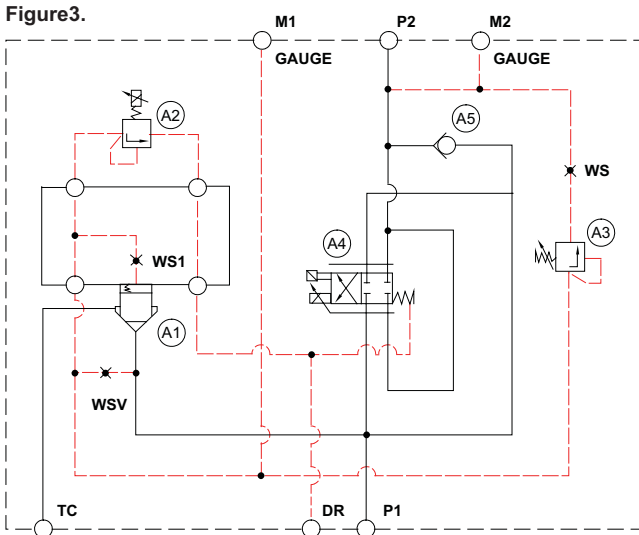 Figure3.
M1 P2 M2
GAUGE GAUGE
A2 A5
WS
A4 A3
WS1
A1
WSV
TC DR P1